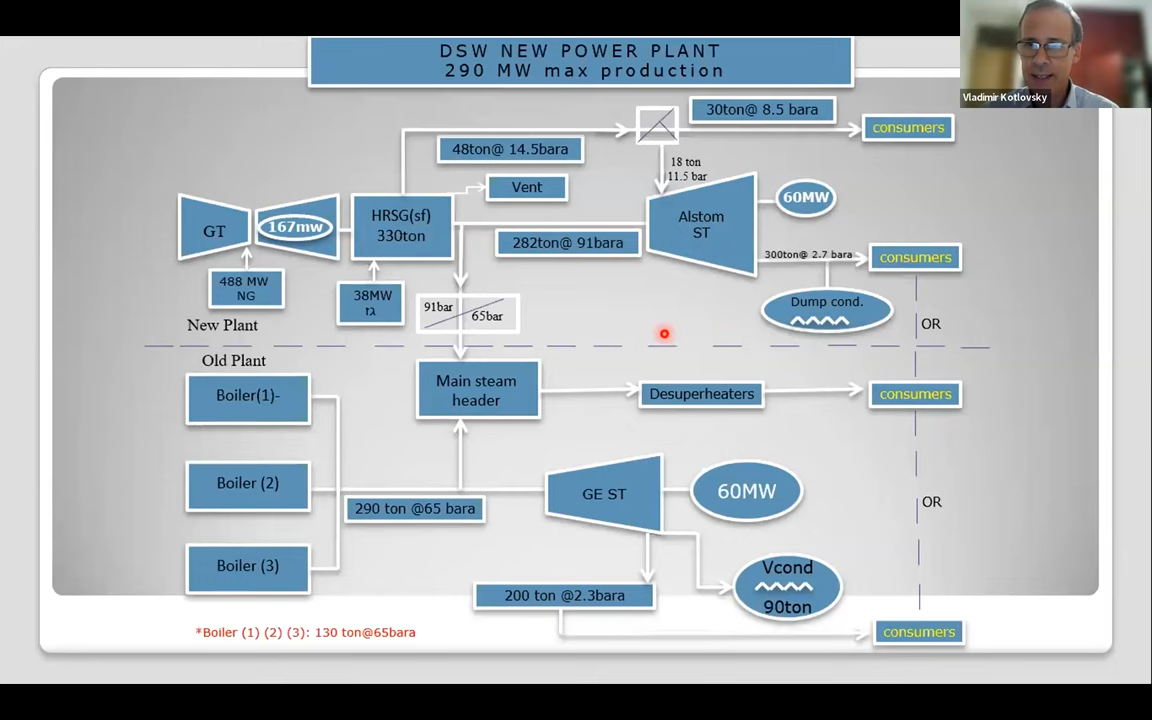 DSW NEW POWER PLANT
290 MW max production
Vladimir Kotlovsky
30ton@ 8.5 bara
consumers
48ton@ 14.5bara
18 ton
11.5 bar
Vent
GT
167mw
HRSG(sf)
330ton
Alstom
ST
60MW
282ton@ 91bara
300ton@ 2.7 bara
consumers
488 MW
NG
38MW
גז
91bar
65bar
Dump cond.
New Plant
OR
Old Plant
Boiler(1)-
Main steam
header
Desuperheaters
consumers
Boiler (2)
290 ton @65 bara
GE ST
60MW
OR
Boiler (3)
200 ton @2.3bara
Vcond
90ton
*Boiler (1) (2) (3): 130 ton@65bara
consumers